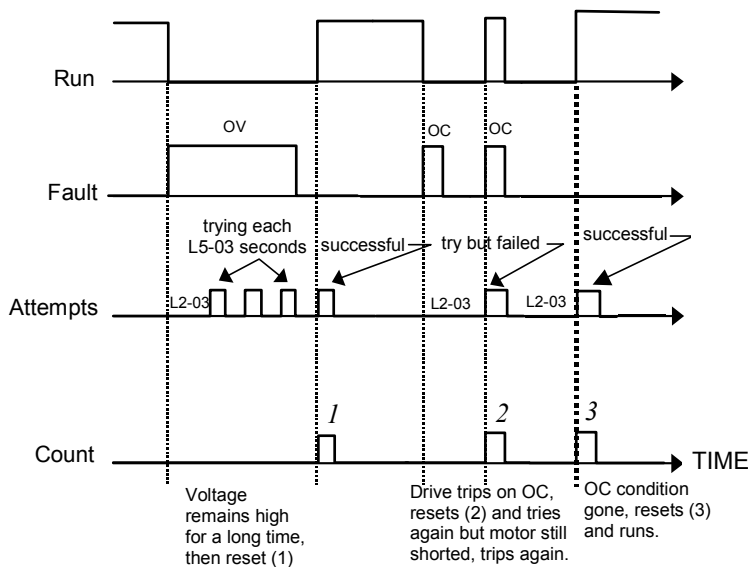 Run
OV
OC
OC
Fault
trying each
L5-03 seconds
successful
try but failed
successful
L2-03
L2-03
L2-03
Attempts
1
2
3
Count
TIME
Voltage
remains high
for a long time,
then reset (1)
Drive trips on OC,
resets (2) and tries
again but motor still
shorted, trips again.
OC condition
gone, resets (3)
and runs.